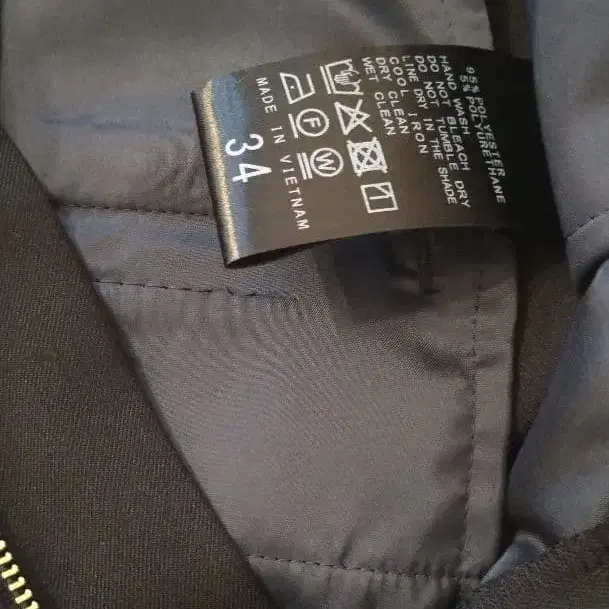 95% POLYESTER
5% POLYURETHANE
HAND WASH
DO NOT BLEACH
DO NOT TUMBLE DRY
LINE DRY IN THE SHADE
COOL IRON
DRY CLEAN
WET CLEAN
F
W
MADE IN VIETNAM
34